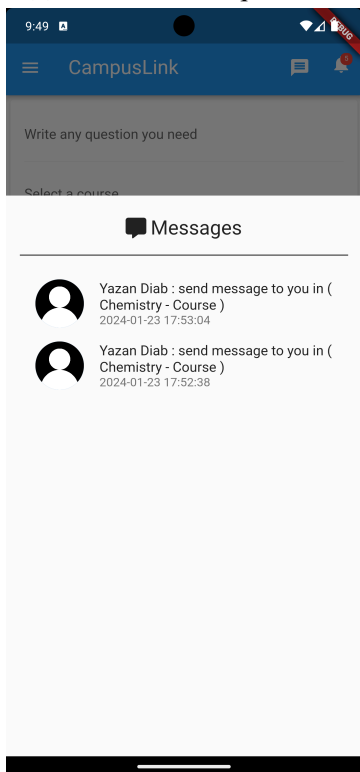 9:49
DEBUG
CampusLink
Write any question you need
Select a course
Messages
Yazan Diab : send message to you in (
Chemistry - Course )
2024-01-23 17:53:04
Yazan Diab : send message to you in (
Chemistry - Course )
2024-01-23 17:52:38